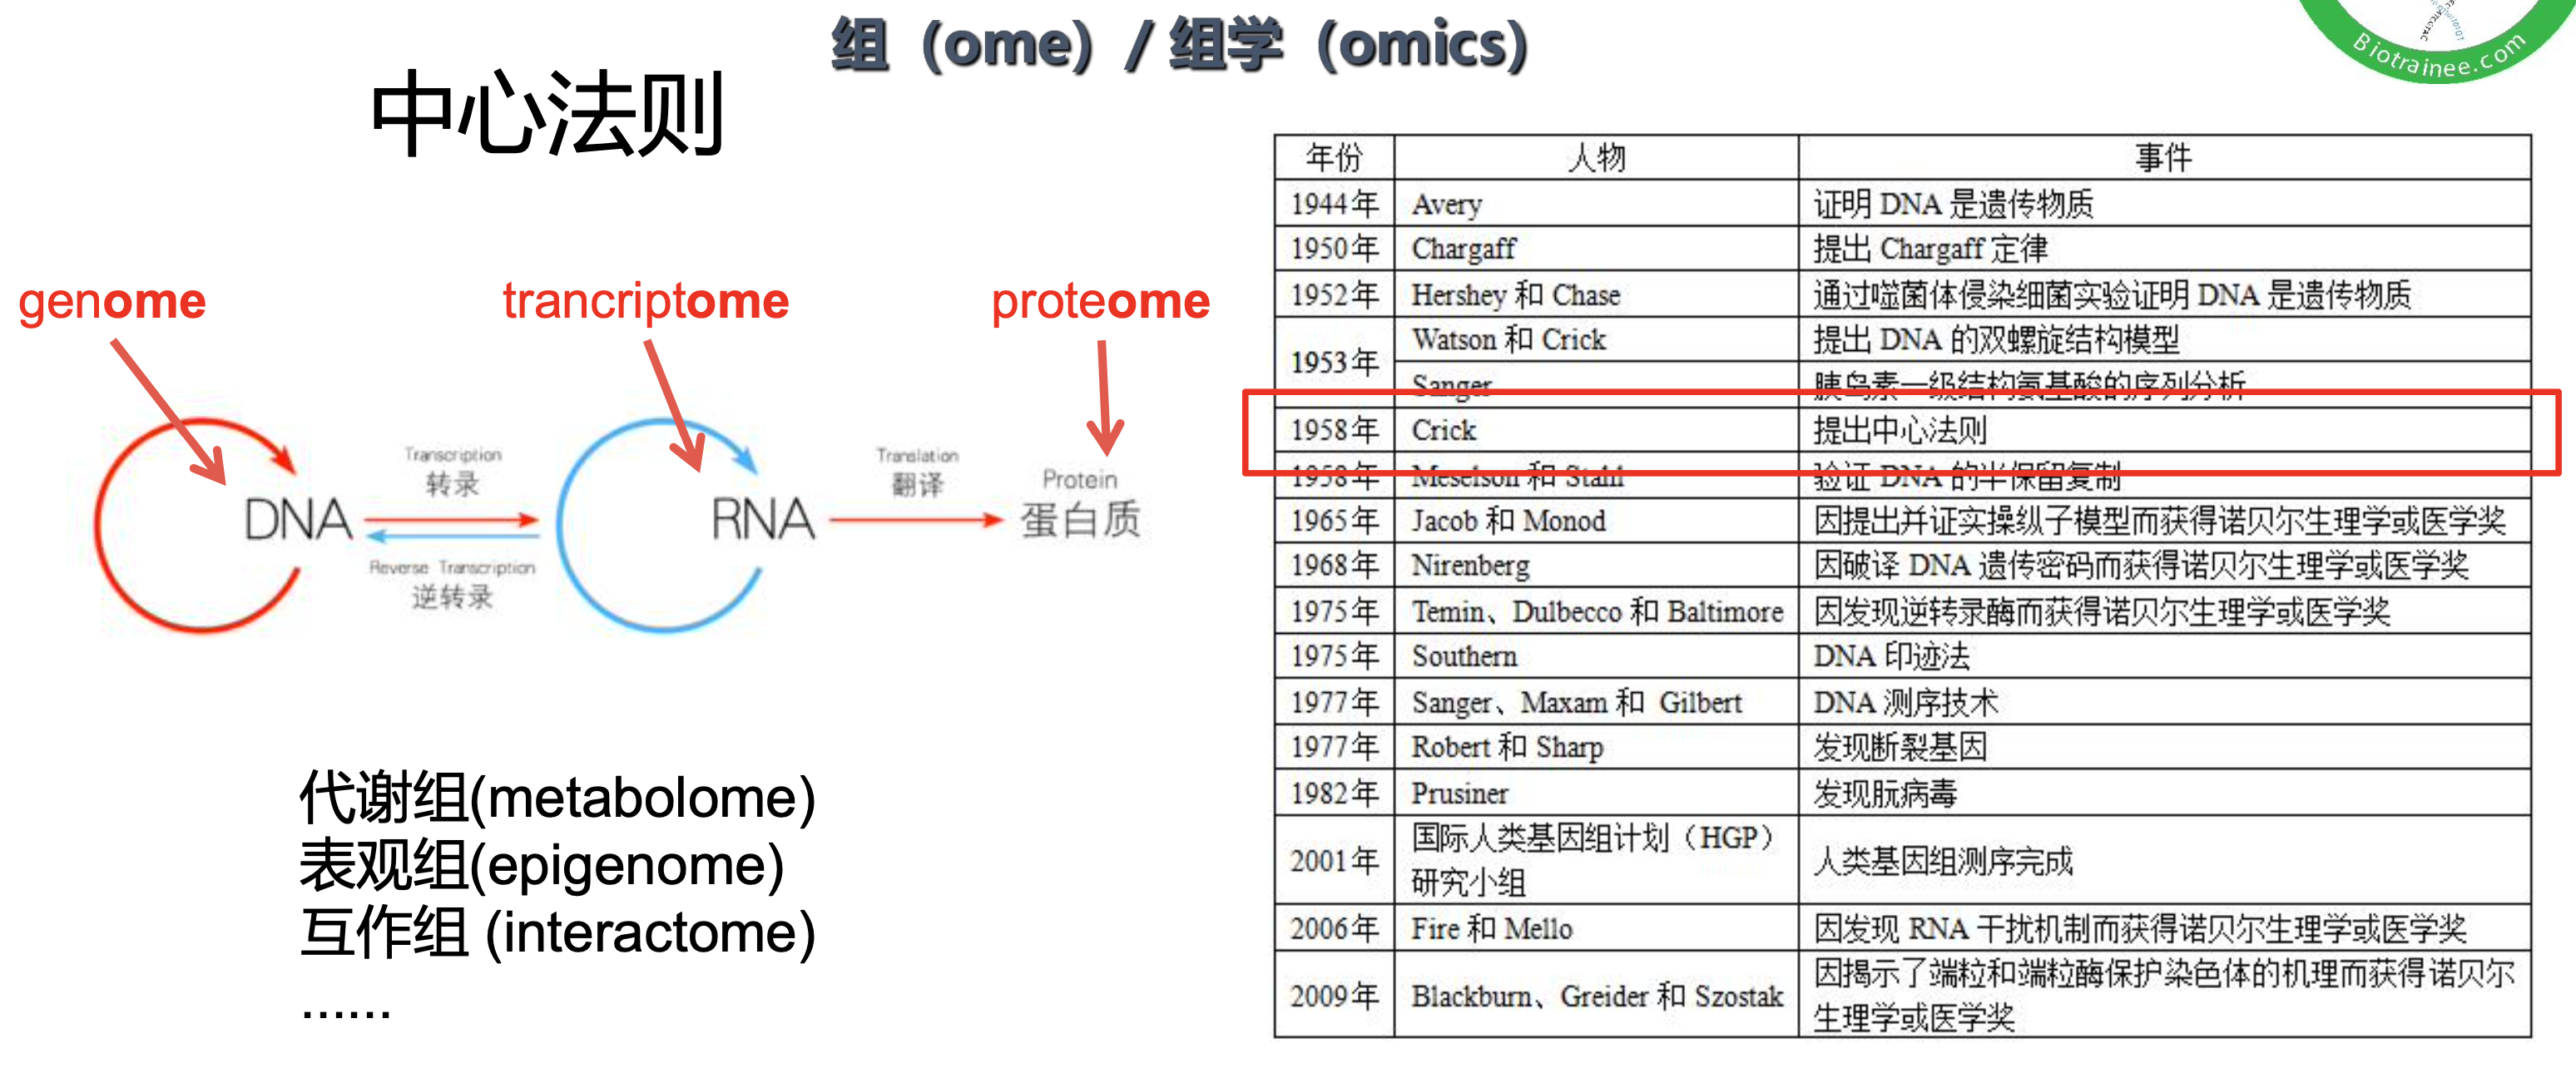 组（ome）/ 组学（omics）
Biotrainee.com
中心法则
genome
trancriptome
proteome
Transcription
转录
Translation
翻译
Protein
DNA
RNA
蛋白质
Reverse Transcription
逆转录
代谢组(metabolome)
表观组(epigenome)
互作组 (interactome)
......
年份 人物 事件
1944年 Avery 证明 DNA 是遗传物质
1950年 Chargaff 提出 Chargaff 定律
1952年 Hershey 和 Chase 通过噬菌体侵染细菌实验证明 DNA 是遗传物质
1953年 Watson 和 Crick 提出 DNA 的双螺旋结构模型
Sanger 胰岛素一级结构氨基酸的序列分析
1958年 Crick 提出中心法则
1958年 Meselson 和 Stahl 验证 DNA 的半保留复制
1965年 Jacob 和 Monod 因提出并证实操纵子模型而获得诺贝尔生理学或医学奖
1968年 Nirenberg 因破译 DNA 遗传密码而获得诺贝尔生理学或医学奖
1975年 Temin、Dulbecco 和 Baltimore 因发现逆转录酶而获得诺贝尔生理学或医学奖
1975年 Southern DNA 印迹法
1977年 Sanger、Maxam 和 Gilbert DNA 测序技术
1977年 Robert 和 Sharp 发现断裂基因
1982年 Prusiner 发现朊病毒
2001年 国际人类基因组计划（HGP）
研究小组 人类基因组测序完成
2006年 Fire 和 Mello 因发现 RNA 干扰机制而获得诺贝尔生理学或医学奖
2009年 Blackburn、Greider 和 Szostak 因揭示了端粒和端粒酶保护染色体的机理而获得诺贝尔
生理学或医学奖